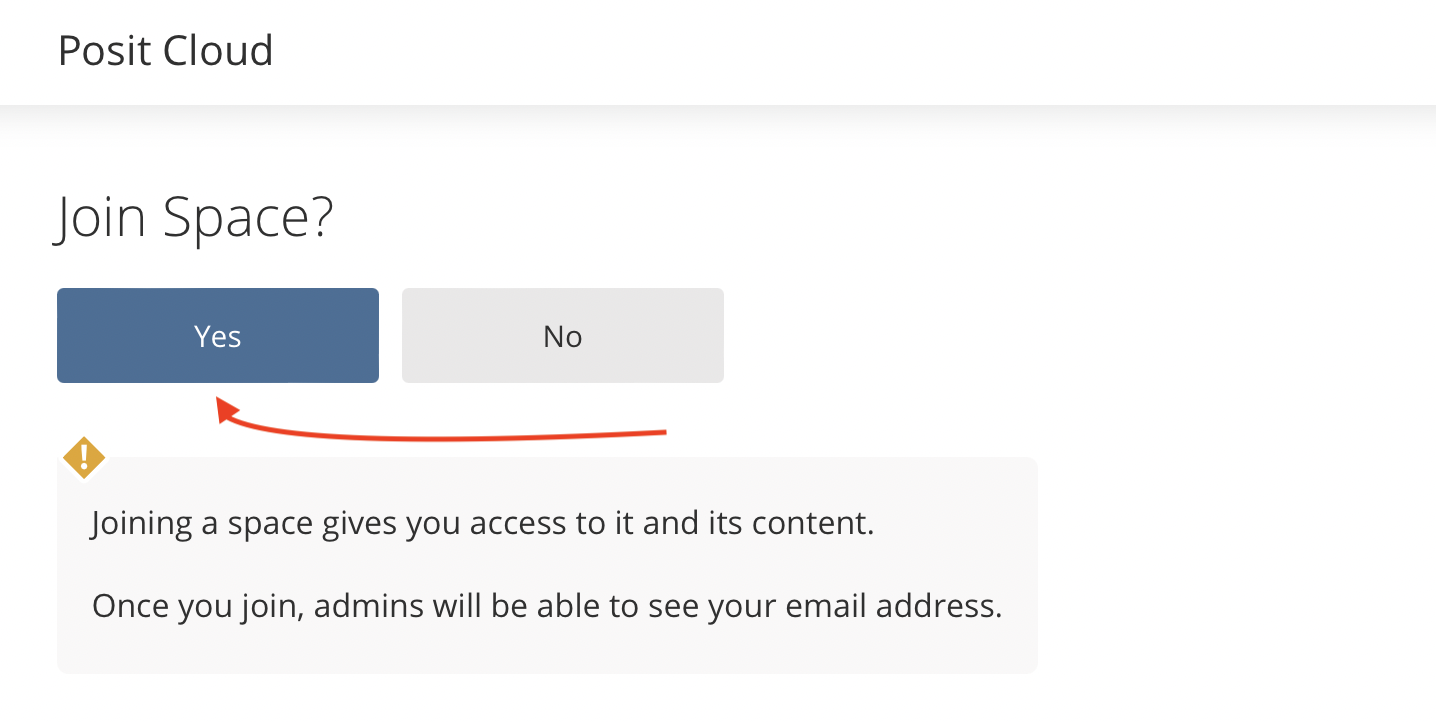 Posit Cloud
Join Space?
Yes
No
Joining a space gives you access to it and its content.
Once you join, admins will be able to see your email address.